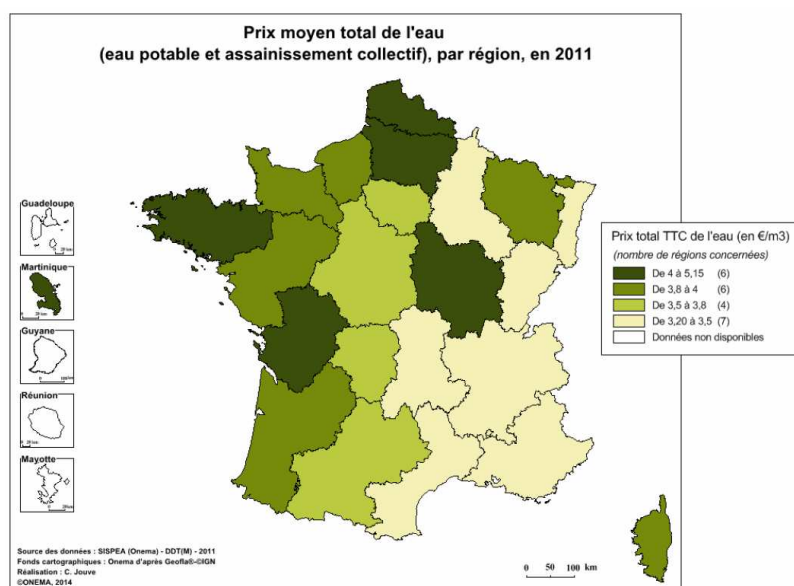 Prix moyen total de l'eau
(eau potable et assainissement collectif), par région, en 2011
Guadeloupe
Martinique
Guyane
Réunion
Mayotte
Prix total TTC de l'eau (en €/m3)
(nombre de régions concernées)
De 4 à 5,15 (6)
De 3,8 à 4 (6)
De 3,5 à 3,8 (4)
De 3,20 à 3,5 (7)
Données non disponibles
Source des données : SISPEA (Onema) - DDT(M) - 2011
Fonds cartographiques : Onema d'après Geofla®-©IGN
Réalisation : C. Jouve
©ONEMA, 2014
0 50 100 km